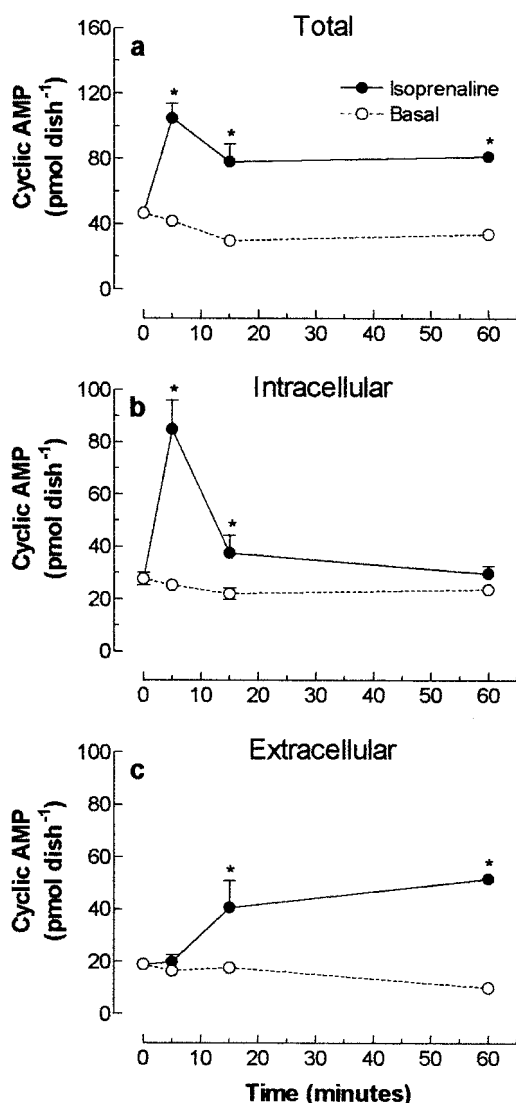 Total
a
160
120
80
40
0
Cyclic AMP
(pmol dish⁻¹)
* * *
Isoprenaline
Basal
0 10 20 30 40 50 60
Intracellular
b
100
80
60
40
20
0
Cyclic AMP
(pmol dish⁻¹)
* *
0 10 20 30 40 50 60
Extracellular
c
100
80
60
40
20
0
Cyclic AMP
(pmol dish⁻¹)
* *
0 10 20 30 40 50 60
Time (minutes)